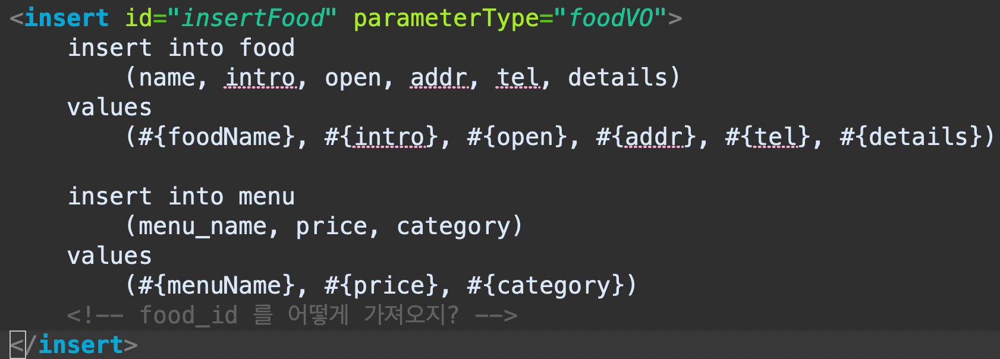 <insert id="insertFood" parameterType="foodVO">
insert into food
(name, intro, open, addr, tel, details)
values
(#{foodName}, #{intro}, #{open}, #{addr}, #{tel}, #{details})
insert into menu
(menu_name, price, category)
values
(#{menuName}, #{price}, #{category})
<!-- food_id 를 어떻게 가져오지? -->
</insert>